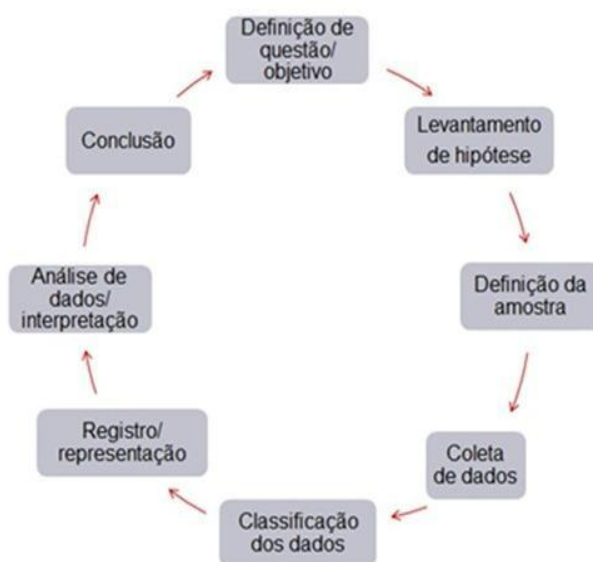 Definição de
questão/
objetivo
Levantamento
de hipótese
Definição da
amostra
Coleta
de dados
Classificação
dos dados
Registro/
representação
Análise de
dados/
interpretação
Conclusão